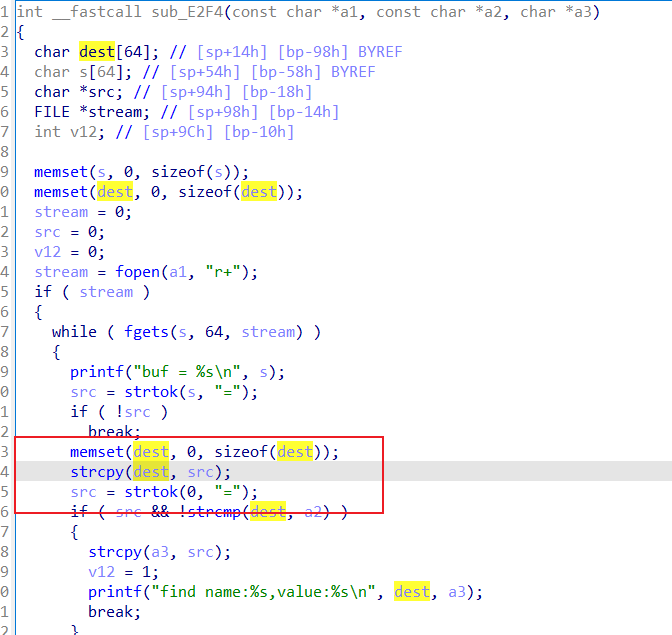 1 int __fastcall sub_E2F4(const char *a1, const char *a2, char *a3)
2 {
3 char dest[64]; // [sp+14h] [bp-98h] BYREF
4 char s[64]; // [sp+54h] [bp-58h] BYREF
5 char *src; // [sp+94h] [bp-18h]
6 FILE *stream; // [sp+98h] [bp-14h]
7 int v12; // [sp+9Ch] [bp-10h]
8
9 memset(s, 0, sizeof(s));
0 memset(dest, 0, sizeof(dest));
1 stream = 0;
2 src = 0;
3 v12 = 0;
4 stream = fopen(a1, "r+");
5 if ( stream )
6 {
7 while ( fgets(s, 64, stream) )
8 {
9 printf("buf = %s\n", s);
0 src = strtok(s, "=");
1 if ( !src )
2 break;
3 memset(dest, 0, sizeof(dest));
4 strcpy(dest, src);
5 src = strtok(0, "=");
6 if ( src && !strcmp(dest, a2) )
7 {
8 strcpy(a3, src);
9 v12 = 1;
0 printf("find name:%s,value:%s\n", dest, a3);
1 break;
2 }